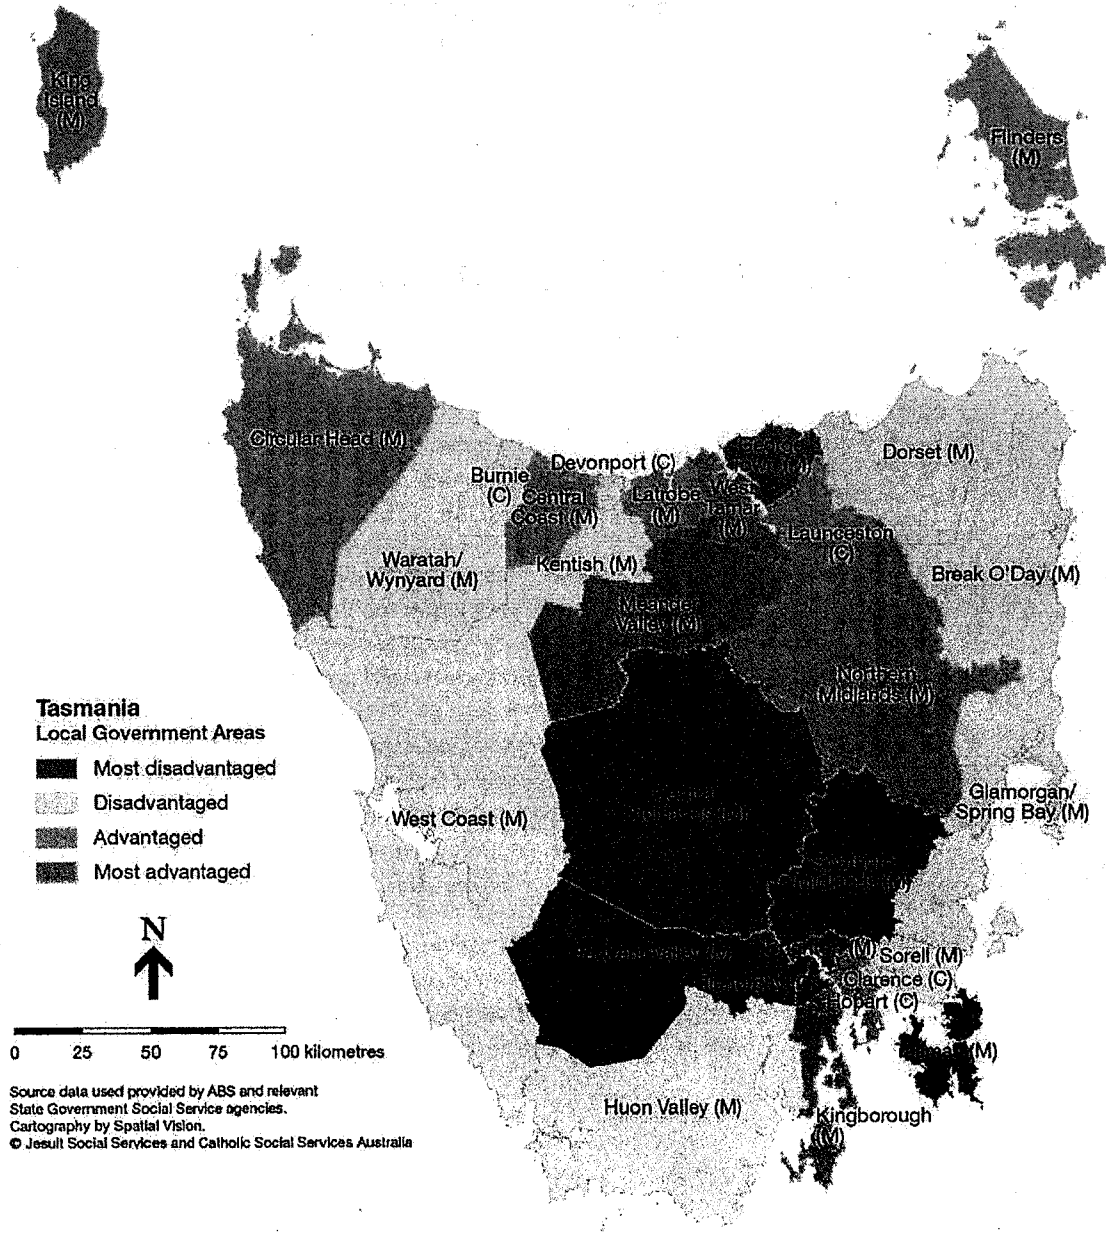 King
Island
(M)
Flinders
(M)
Circular Head (M)
Dorset (M)
Devonport (C)
Burnie
(C)
Central
Coast (M)
Latrobe
(M)
West
Tamar
(M)
Launceston
(C)
Waratah/
Wynyard (M)
Kentish (M)
Break O'Day (M)
Meander
Valley (M)
Northern
Midlands (M)
Tasmania
Local Government Areas
Most disadvantaged
Disadvantaged
Advantaged
Most advantaged
West Coast (M)
Glamorgan/
Spring Bay (M)
N
(M)
Sorell (M)
Clarence (C)
Hobart (C)
(M)
0 25 50 75 100 kilometres
Source data used provided by ABS and relevant
State Government Social Service agencies.
Cartography by Spatial Vision.
© Jesuit Social Services and Catholic Social Services Australia
Huon Valley (M)
Kingborough
(M)